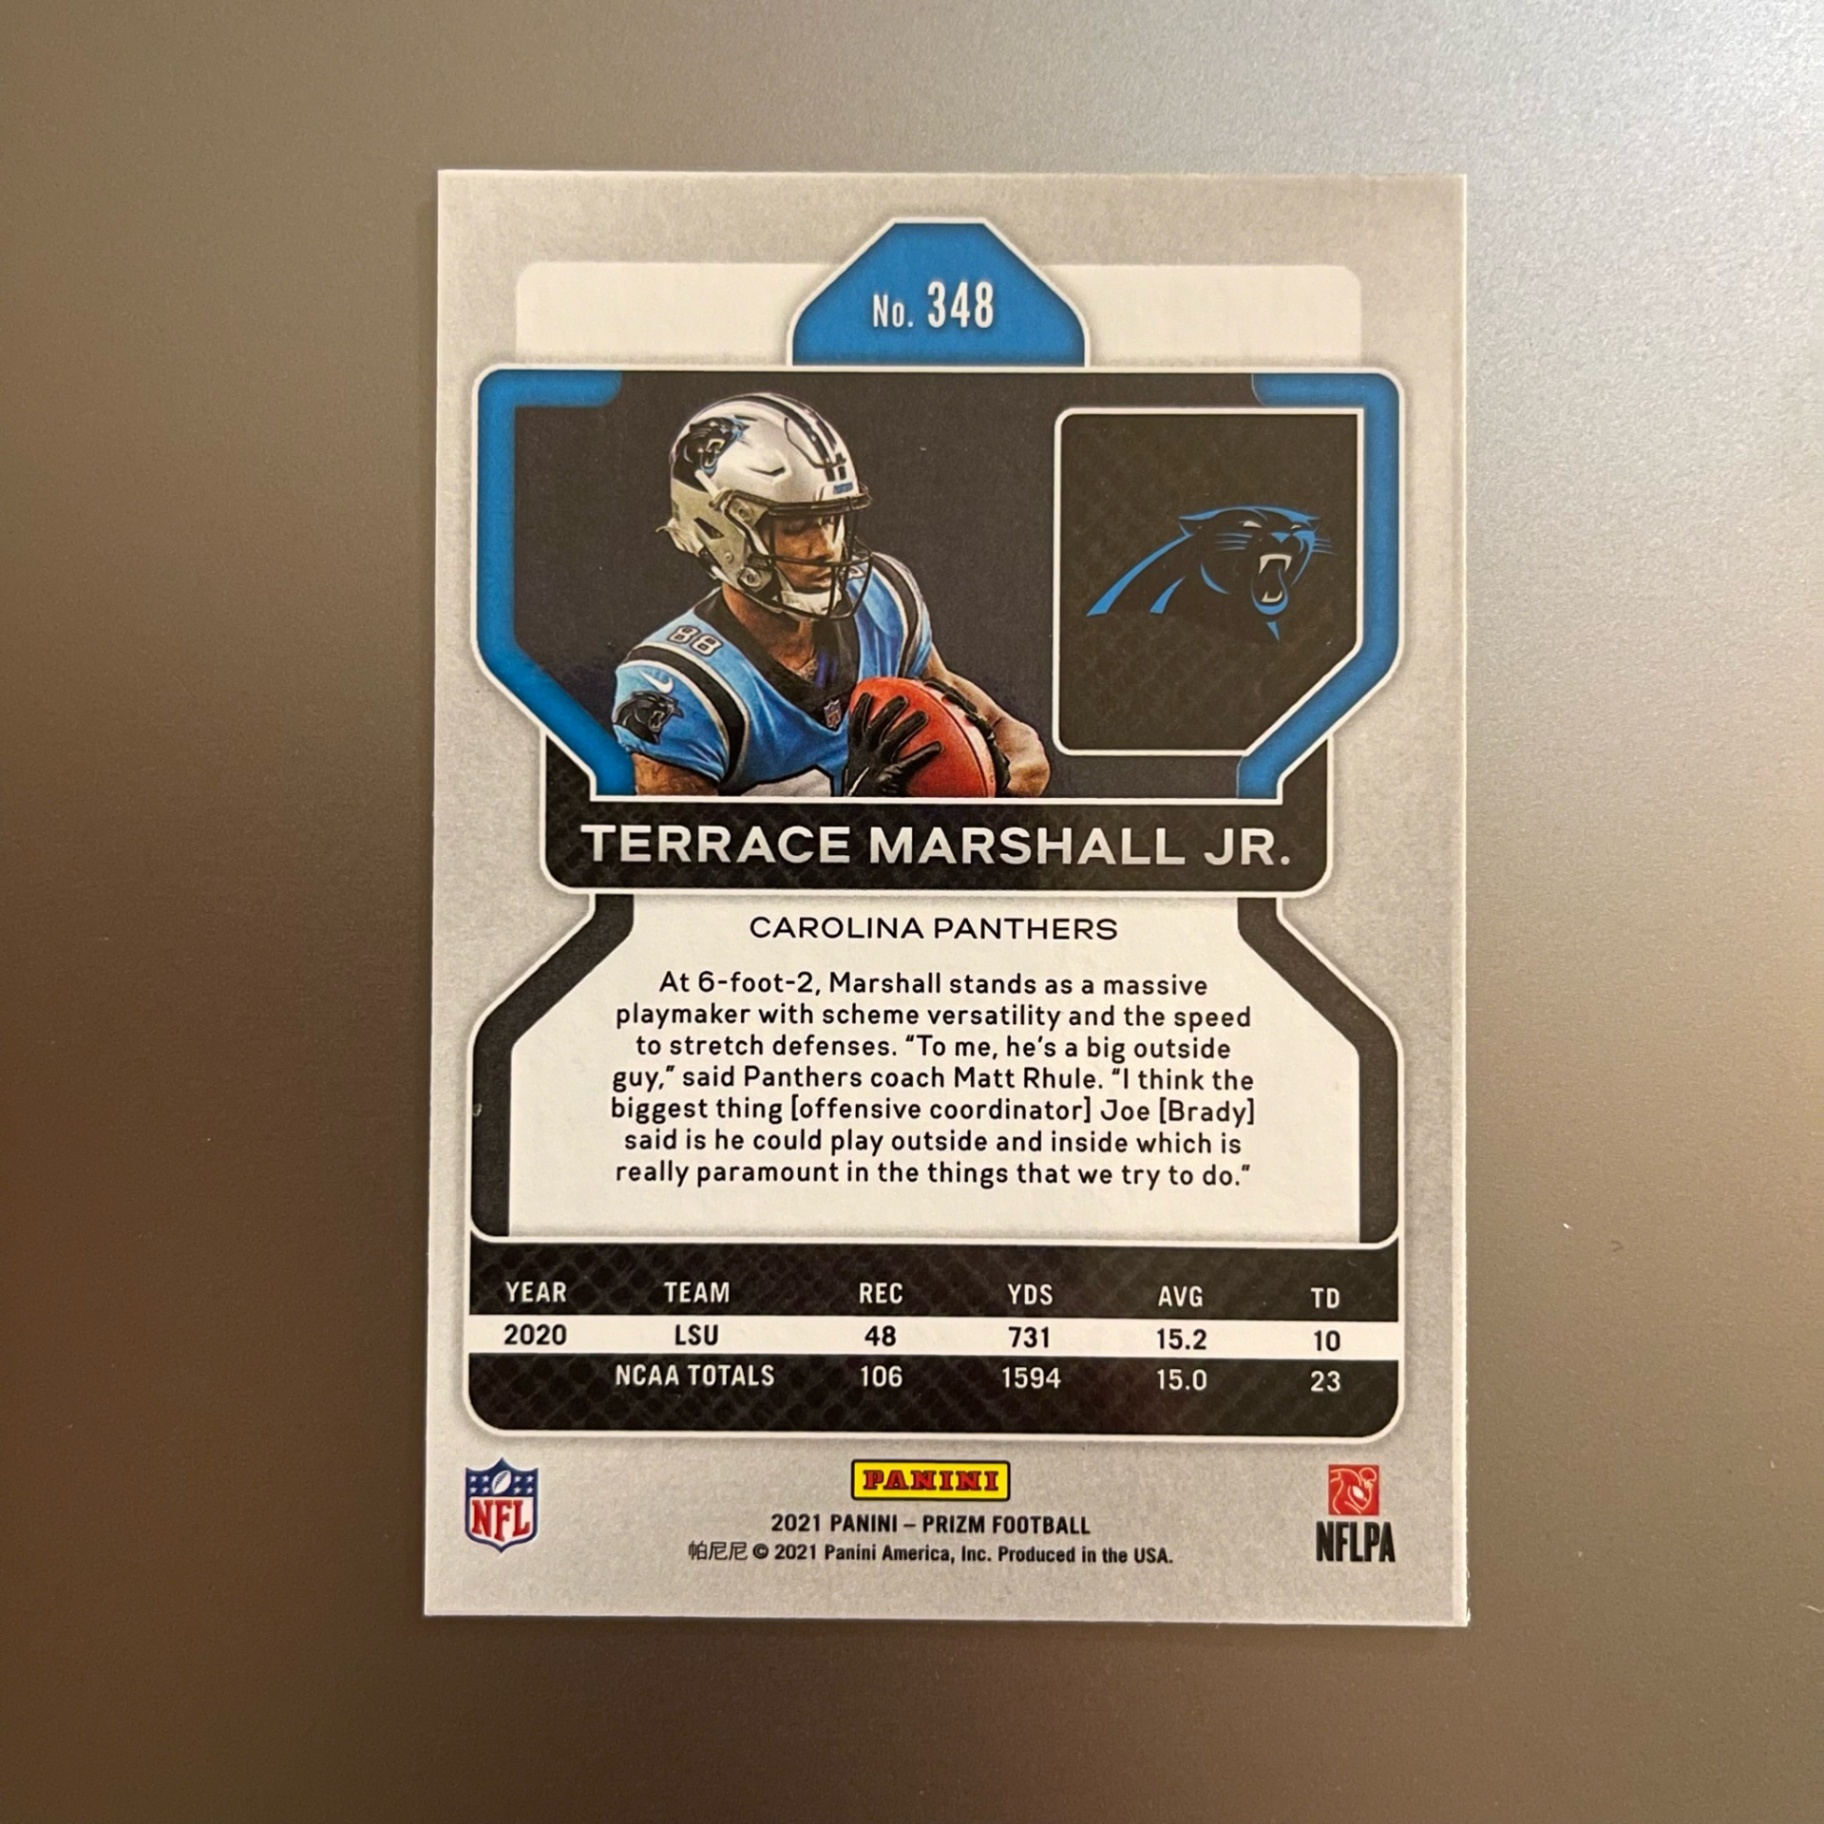 No. 348
88
TERRACE MARSHALL JR.
CAROLINA PANTHERS
At 6-foot-2, Marshall stands as a massive
playmaker with scheme versatility and the speed
to stretch defenses. “To me, he’s a big outside
guy,” said Panthers coach Matt Rhule. “I think the
biggest thing [offensive coordinator] Joe [Brady]
said is he could play outside and inside which is
really paramount in the things that we try to do.”
YEAR TEAM REC YDS AVG TD
2020 LSU 48 731 15.2 10
NCAA TOTALS 106 1594 15.0 23
NFL
PANINI
NFLPA
2021 PANINI – PRIZM FOOTBALL
帕尼尼 © 2021 Panini America, Inc. Produced in the USA.